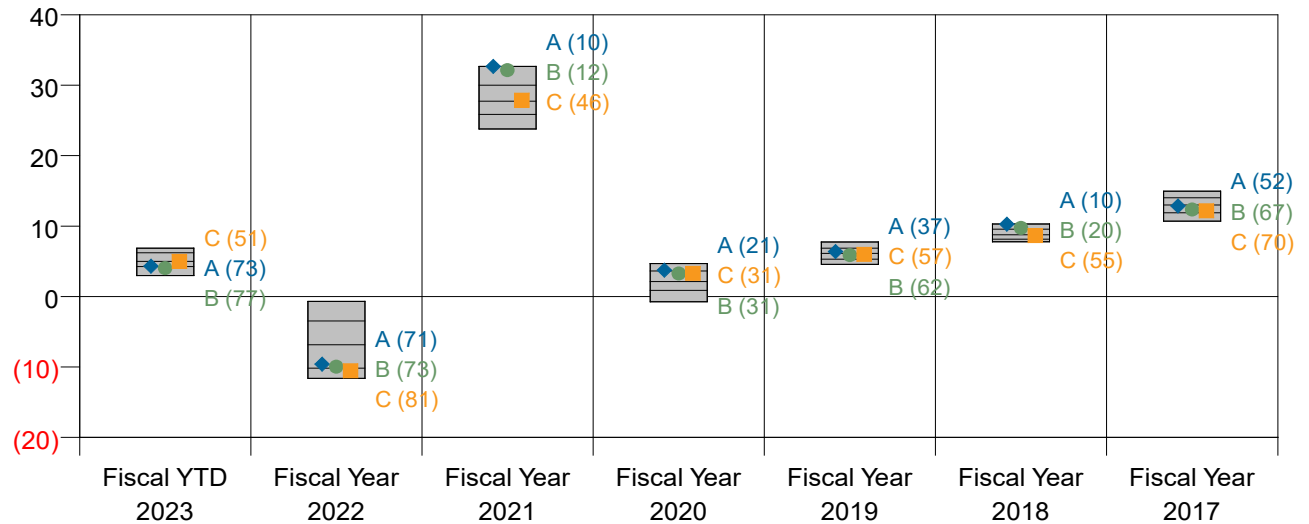 40
30
20
10
0
(10)
(20)
C (51)
A (73)
B (77)
A (71)
B (73)
C (81)
A (10)
B (12)
C (46)
A (21)
C (31)
B (31)
A (37)
C (57)
B (62)
A (10)
B (20)
C (55)
A (52)
B (67)
C (70)
Fiscal YTD
2023
Fiscal Year
2022
Fiscal Year
2021
Fiscal Year
2020
Fiscal Year
2019
Fiscal Year
2018
Fiscal Year
2017